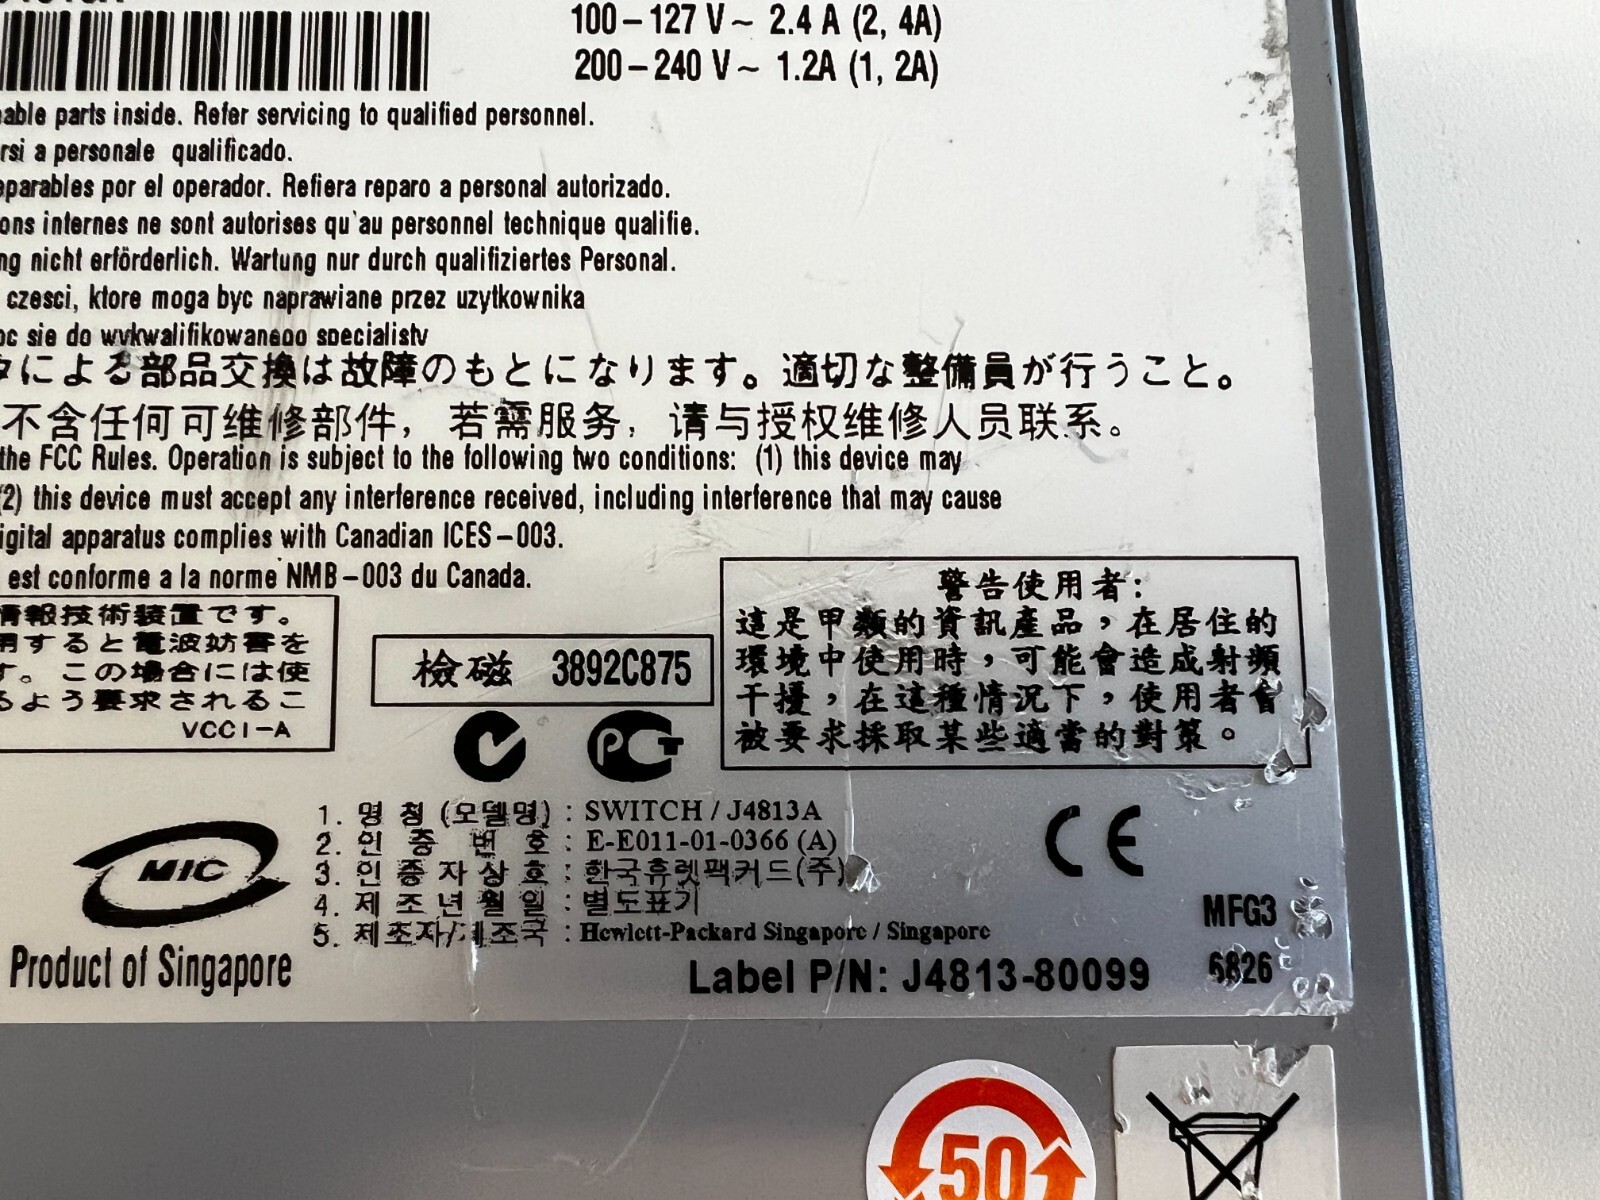 100–127 V~ 2.4 A (2, 4A)
200–240 V~ 1.2A (1, 2A)
able parts inside. Refer servicing to qualified personnel.
rsi a personale qualificado.
eparables por el operador. Refiera reparo a personal autorizado.
ons internes ne sont autorises qu'au personnel technique qualifie.
ng nicht erförderlich. Wartung nur durch qualifiziertes Personal.
czesci, ktore moga byc naprawiane przez uzytkownika
oc sie do wykwalifikowanego specialisty
タによる部品交換は故障のもとになります。適切な整備員が行うこと。
不含任何可维修部件，若需服务，请与授权维修人员联系。
the FCC Rules. Operation is subject to the following two conditions: (1) this device may
(2) this device must accept any interference received, including interference that may cause
igital apparatus complies with Canadian ICES–003.
est conforme a la norme NMB–003 du Canada.
情報技術装置です。
用すると電波妨害を
す。この場合には使
るよう要求されるこ
VCCI-A
檢磁 3892C875
警告使用者:
這是甲類的資訊產品，在居住的
環境中使用時，可能會造成射頻
干擾，在這種情況下，使用者會
被要求採取某些適當的對策。
PCT
MIC
1. 명 칭 (모델명) : SWITCH / J4813A
2. 인 증 번 호 : E-E011-01-0366 (A)
3. 인 증 자 상 호 : 한국휴렛팩커드(주)
4. 제 조 년 월 일 : 별도표기
5. 제조자/제조국 : Hewlett-Packard Singapore / Singapore
CE
MFG3
6826
Product of Singapore
Label P/N: J4813-80099
50